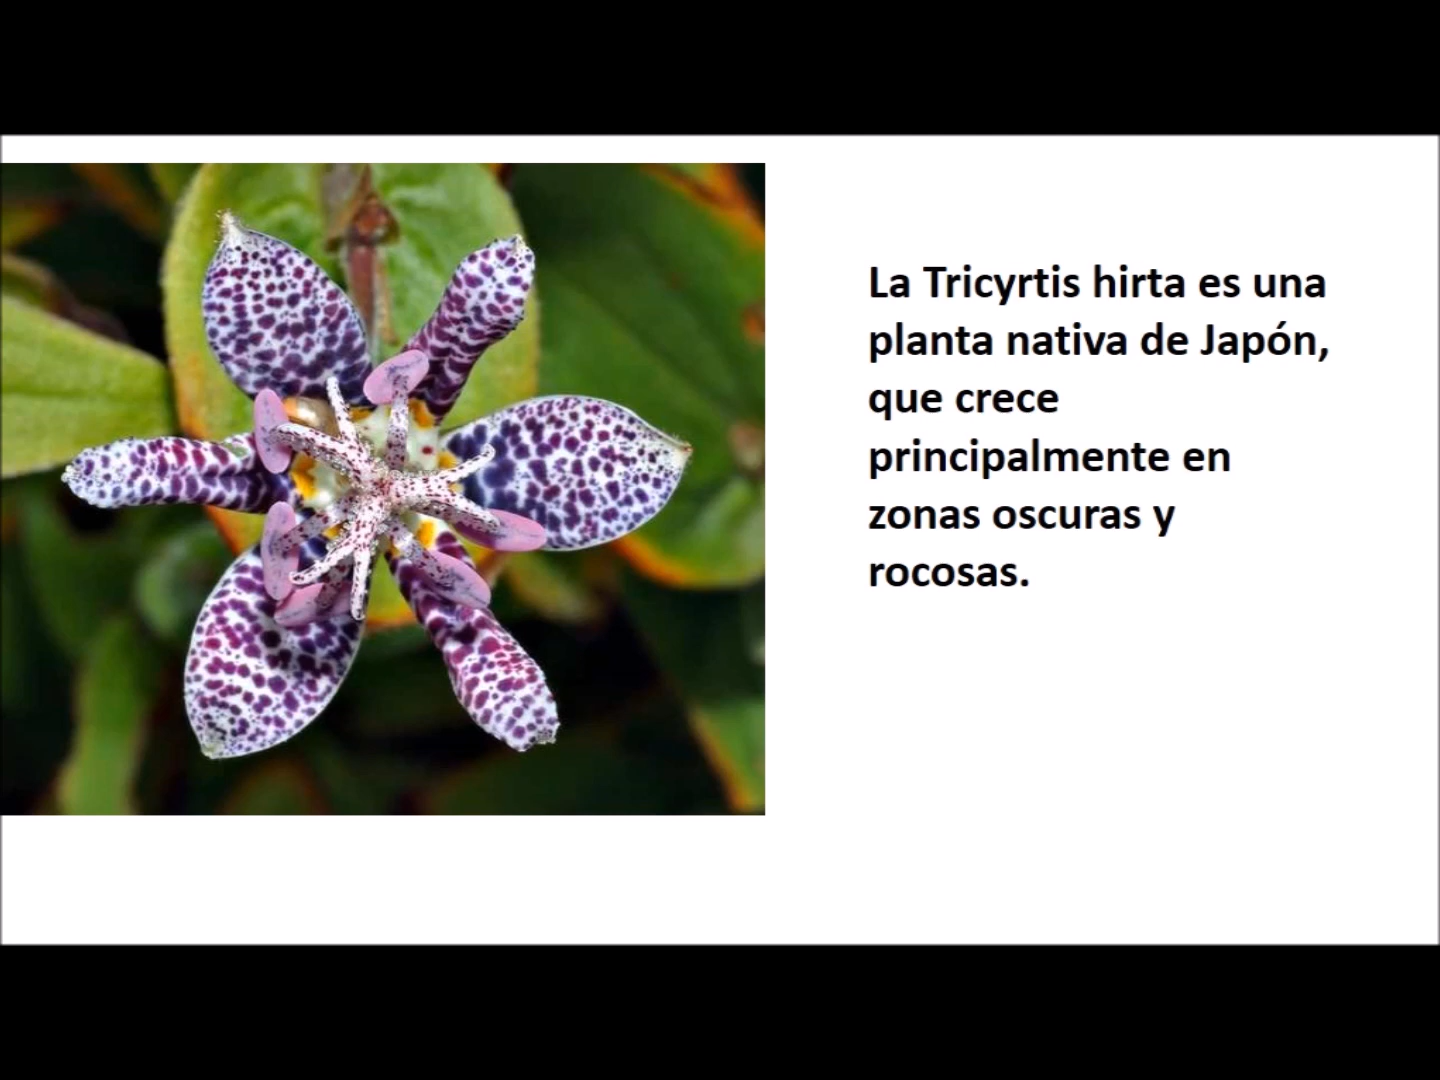 La Tricyrtis hirta es una
planta nativa de Japón,
que crece
principalmente en
zonas oscuras y
rocosas.